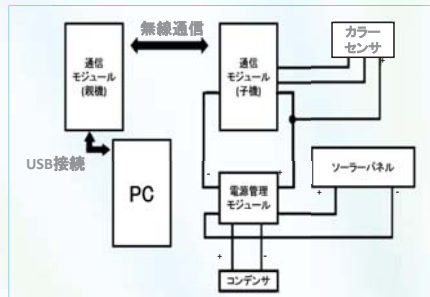 無線通信
カラー
センサ
+
通信
モジュール
(親機)
通信
モジュール
(子機)
USB接続
PC
-
+
電源管理
モジュール
ソーラーパネル
+
-
+
-
コンデンサ